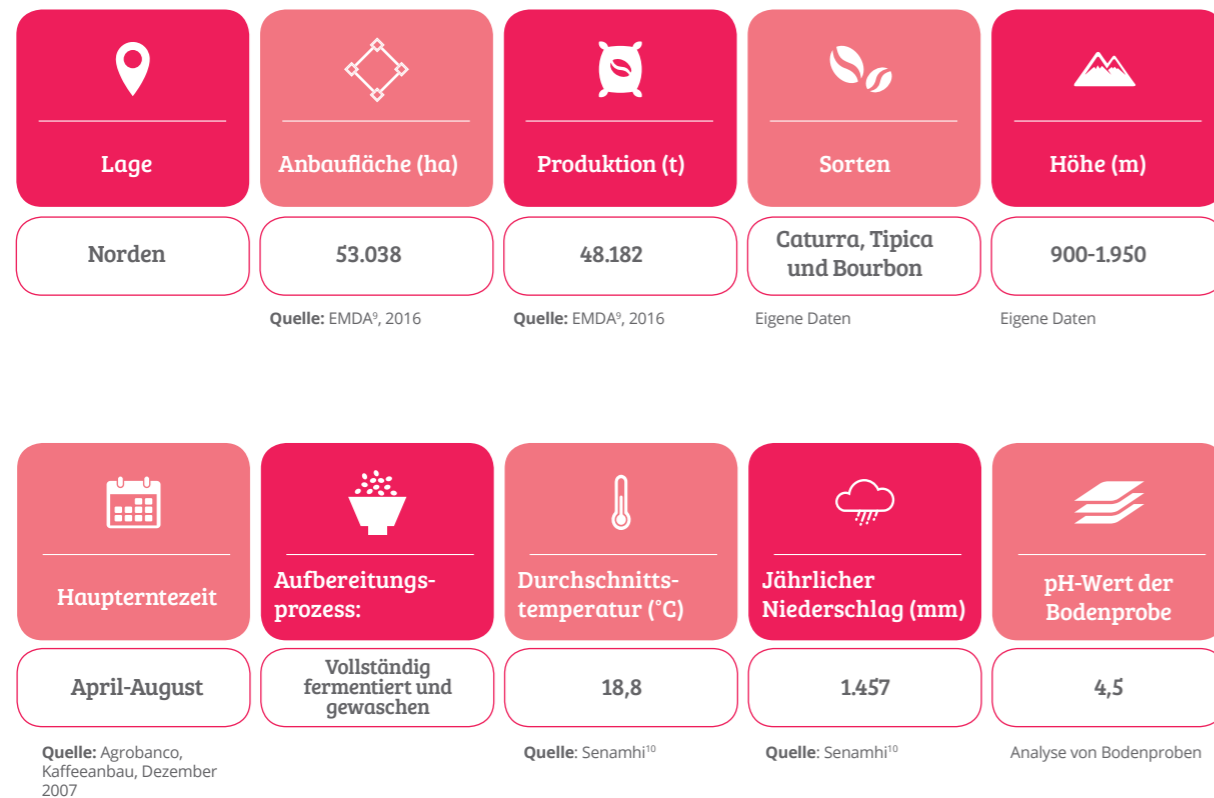 Lage
Anbaufläche (ha)
Produktion (t)
Sorten
Höhe (m)
Norden
53.038
48.182
Caturra, Tipica
und Bourbon
900-1.950
Quelle: EMDA⁹, 2016
Quelle: EMDA⁹, 2016
Eigene Daten
Eigene Daten
Haupterntezeit
Aufbereitungs-
prozess:
Durchschnitts-
temperatur (°C)
Jährlicher
Niederschlag (mm)
pH-Wert der
Bodenprobe
April-August
Vollständig
fermentiert und
gewaschen
18,8
1.457
4,5
Quelle: Agrobanco,
Kaffeeanbau, Dezember
2007
Quelle: Senamhi¹⁰
Quelle: Senamhi¹⁰
Analyse von Bodenproben